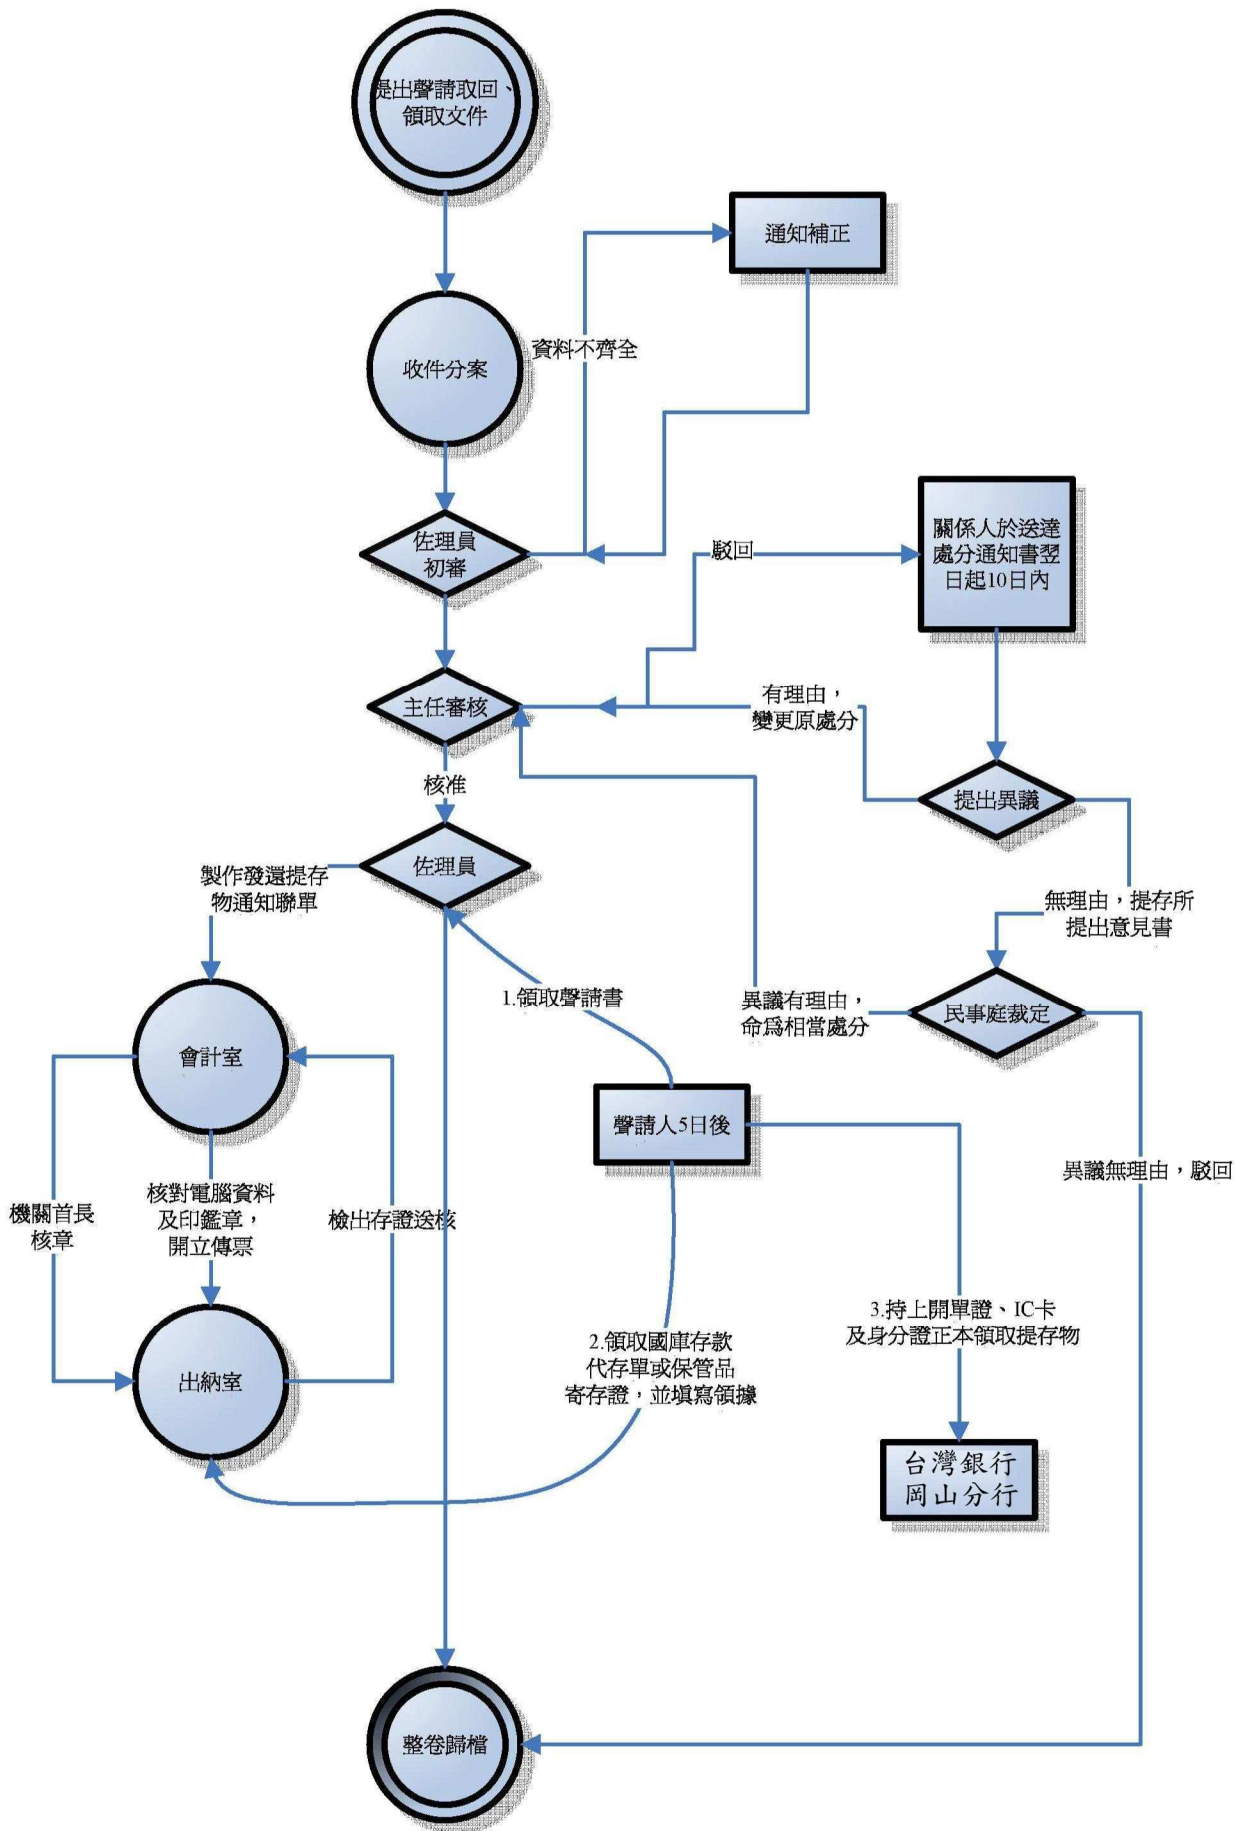 提出聲請取回、
領取文件
通知補正
資料不齊全
收件分案
佐理員
初審
駁回
關係人於送達
處分通知書翌
日起10日內
主任審核
有理由，
變更原處分
核准
提出異議
佐理員
製作發還提存
物通知聯單
無理由，提存所
提出意見書
1.領取聲請書
異議有理由，
命為相當處分
民事庭裁定
會計室
聲請人5日後
異議無理由，駁回
機關首長
核章
核對電腦資料
及印鑑章，
開立傳票
檢出存證送核
3.持上開單證、IC卡
及身分證正本領取提存物
2.領取國庫存款
代存單或保管品
寄存證，並填寫領據
出納室
台灣銀行
岡山分行
整卷歸檔